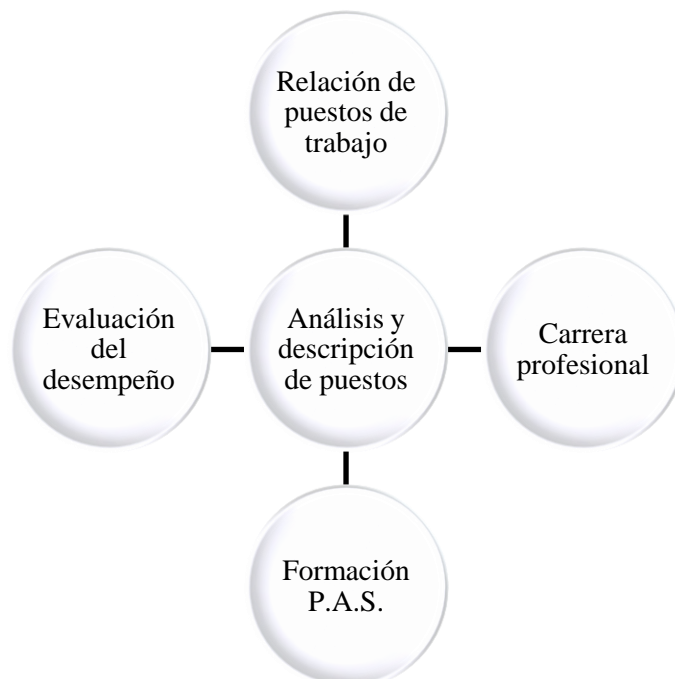 Relación de
puestos de
trabajo
Evaluación
del
desempeño
Análisis y
descripción
de puestos
Carrera
profesional
Formación
P.A.S.